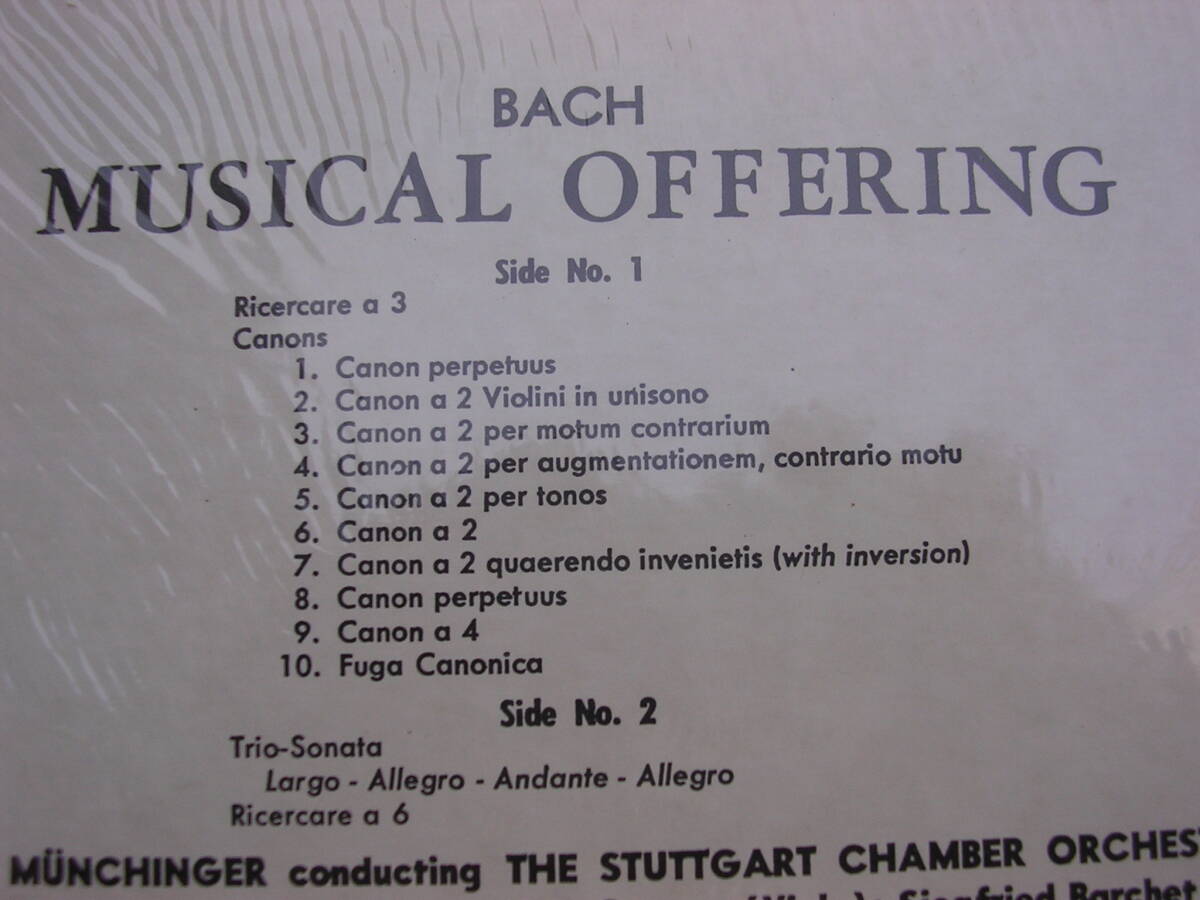 BACH
MUSICAL OFFERING
Side No. 1
Ricercare a 3
Canons
1. Canon perpetuus
2. Canon a 2 Violini in unisono
3. Canon a 2 per motum contrarium
4. Canon a 2 per augmentationem, contrario motu
5. Canon a 2 per tonos
6. Canon a 2
7. Canon a 2 quaerendo invenietis (with inversion)
8. Canon perpetuus
9. Canon a 4
10. Fuga Canonica
Side No. 2
Trio-Sonata
Largo - Allegro - Andante - Allegro
Ricercare a 6
MÜNCHINGER conducting THE STUTTGART CHAMBER ORCHES
Siegfried Barchet